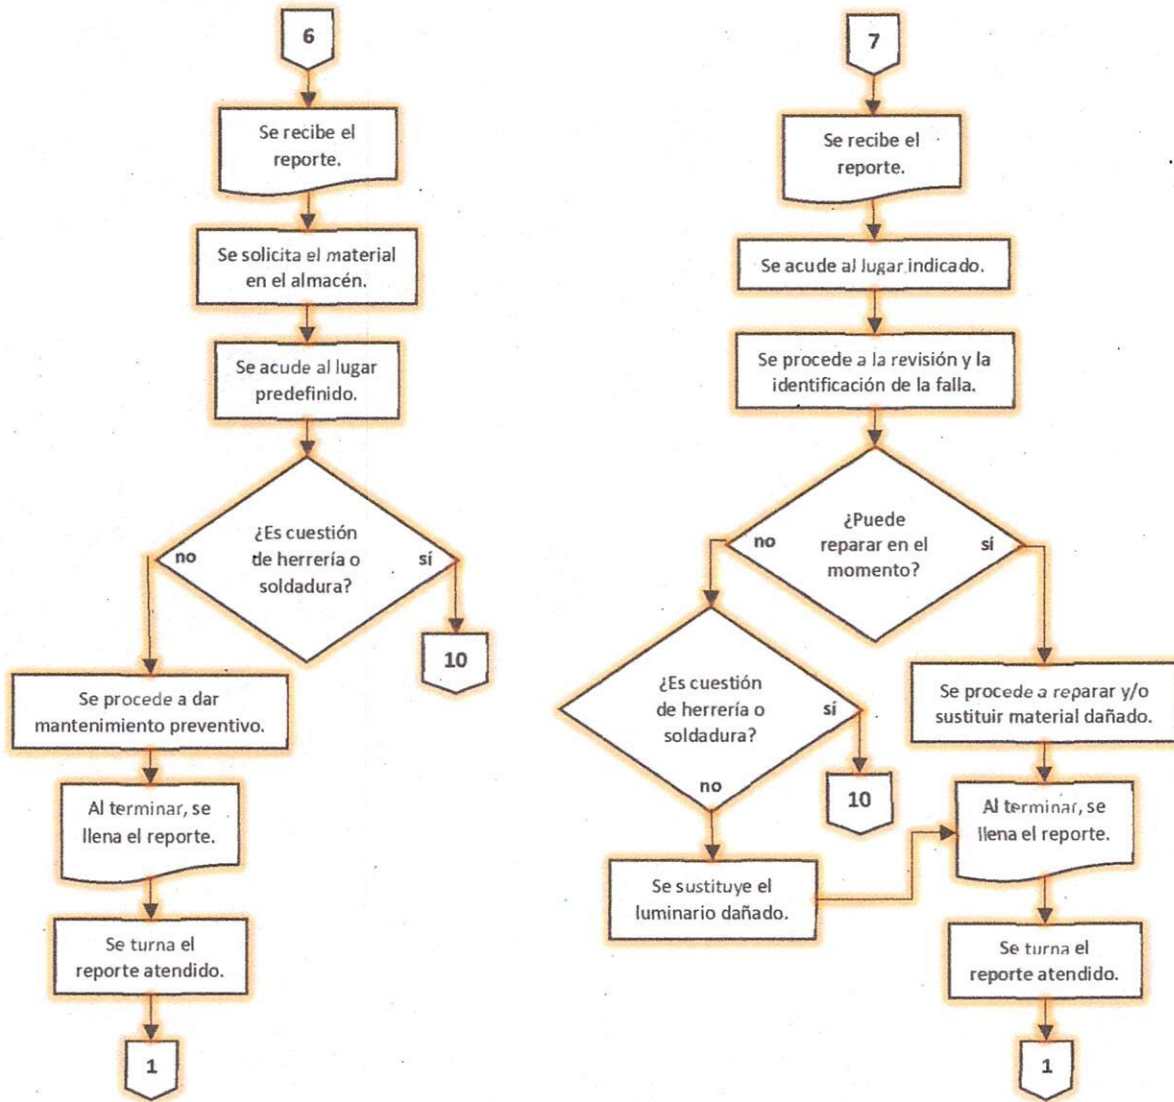 6
Se recibe el
reporte.
Se solicita el material
en el almacén.
Se acude al lugar
predefinido.
¿Es cuestión
de herrería o
soldadura?
no
sí
10
Se procede a dar
mantenimiento preventivo.
Al terminar, se
llena el reporte.
Se turna el
reporte atendido.
1
7
Se recibe el
reporte.
Se acude al lugar indicado.
Se procede a la revisión y la
identificación de la falla.
¿Puede
reparar en el
momento?
no
sí
¿Es cuestión
de herrería o
soldadura?
sí
no
10
Se sustituye el
luminario dañado.
Se procede a reparar y/o
sustituir material dañado.
Al terminar, se
llena el reporte.
Se turna el
reporte atendido.
1